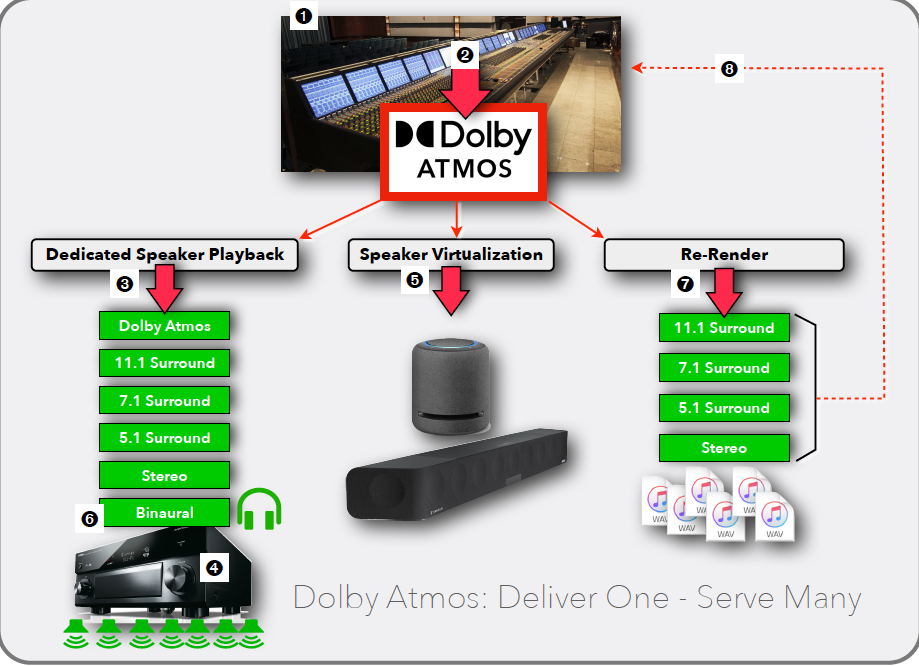 ❶
❷
Dolby
ATMOS
❽
Dedicated Speaker Playback
Speaker Virtualization
Re-Render
❸
❺
❼
Dolby Atmos
11.1 Surround
7.1 Surround
5.1 Surround
Stereo
Binaural
❻
❹
11.1 Surround
7.1 Surround
5.1 Surround
Stereo
WAV
WAV
WAV
WAV
WAV
WAV
Dolby Atmos: Deliver One - Serve Many